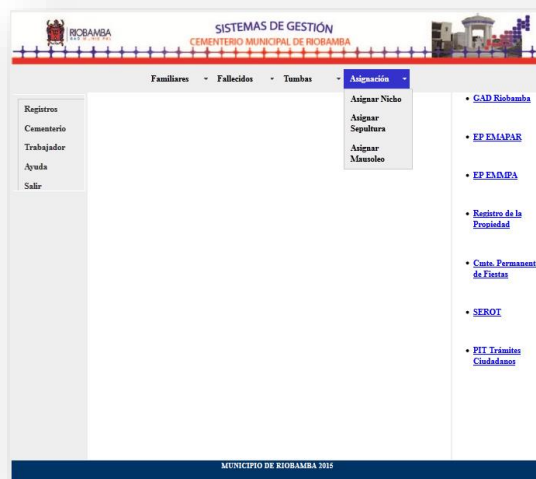 RIOBAMBA
SISTEMAS DE GESTIÓN
CEMENTERIO MUNICIPAL DE RIOBAMBA
Familiares
Fallecidos
Tumbas
Asignación
Asignar Nicho
Asignar
Sepultura
Asignar
Mausoleo
Registros
Cementerio
Trabajador
Ayuda
Salir
GAD Riobamba
EP EMAPAR
EP EMMPA
Registro de la
Propiedad
Cmte. Permanent
de Fiestas
SEROT
PIT Trámites
Ciudadanos
MUNICIPIO DE RIOBAMBA 2015